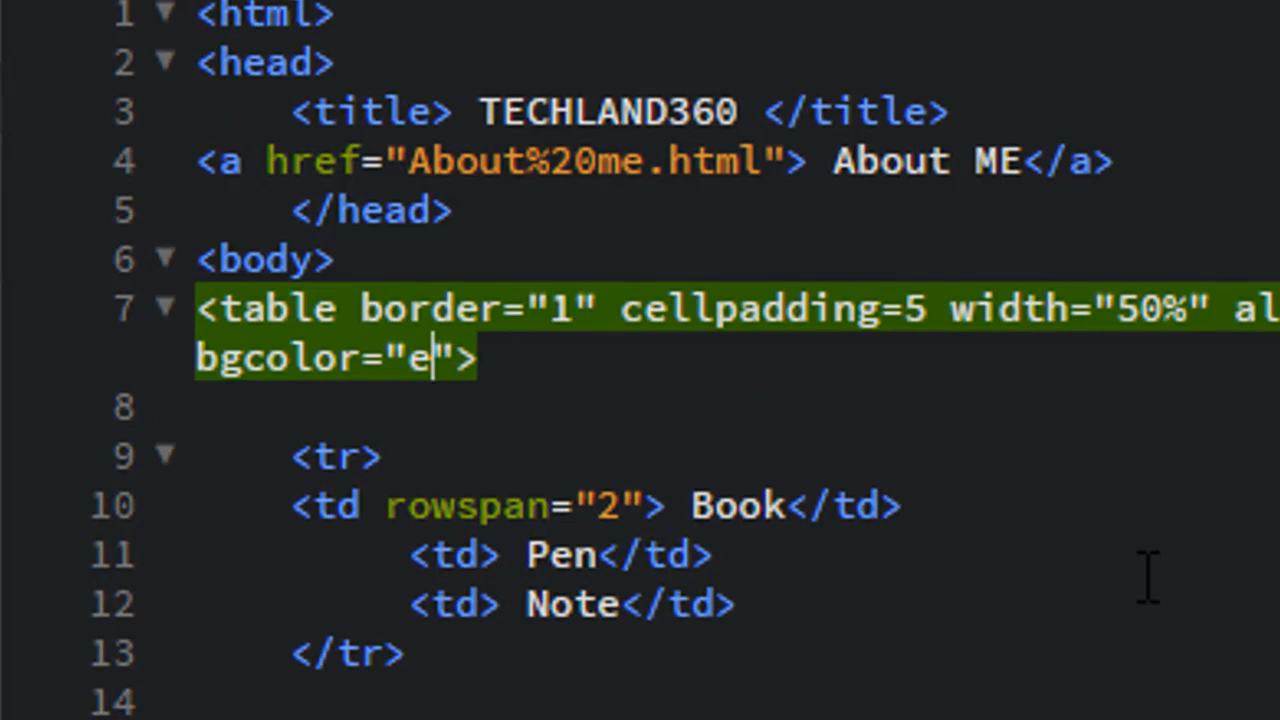 1 ▼ <html>
2 ▼ <head>
3 <title> TECHLAND360 </title>
4 <a href="About%20me.html"> About ME</a>
5 </head>
6 ▼ <body>
7 ▼ <table border="1" cellpadding=5 width="50%" al
bgcolor="e">
8
9 ▼ <tr>
10 <td rowspan="2"> Book</td>
11 <td> Pen</td>
12 <td> Note</td>
13 </tr>
14